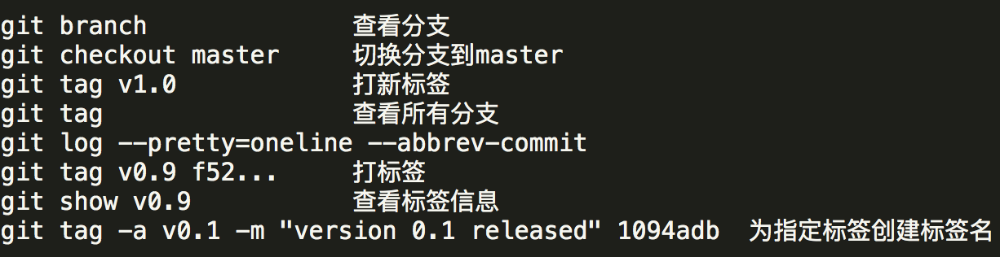 git branch 查看分支
git checkout master 切换分支到master
git tag v1.0 打新标签
git tag 查看所有分支
git log --pretty=oneline --abbrev-commit
git tag v0.9 f52... 打标签
git show v0.9 查看标签信息
git tag -a v0.1 -m "version 0.1 released" 1094adb 为指定标签创建标签名